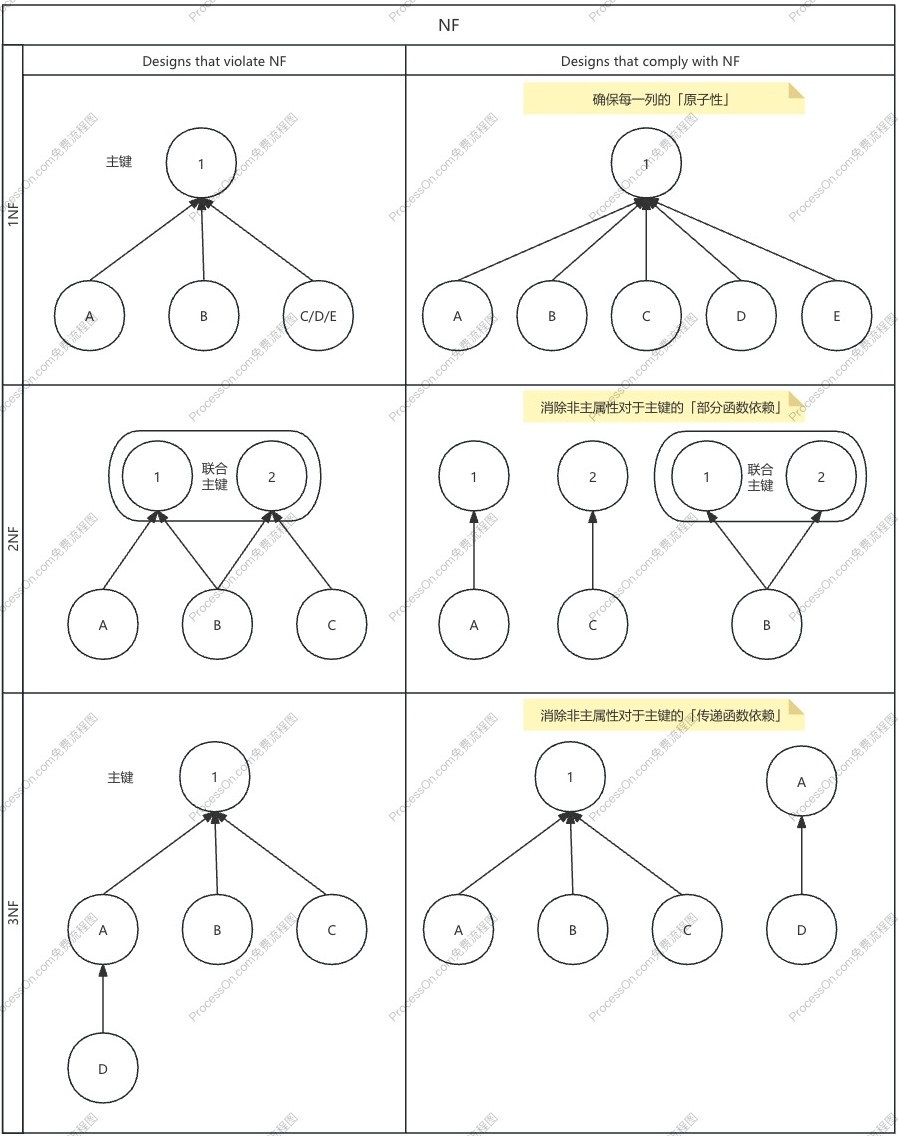 NF
Designs that violate NF
Designs that comply with NF
1NF
主键
1
A
B
C/D/E
确保每一列的「原子性」
1
A
B
C
D
E
2NF
1
联合
主键
2
A
B
C
消除非主属性对于主键的「部分函数依赖」
1
2
1
联合
主键
2
A
C
B
3NF
主键
1
A
B
C
D
消除非主属性对于主键的「传递函数依赖」
1
A
A
B
C
D
ProcessOn.com免费流程图